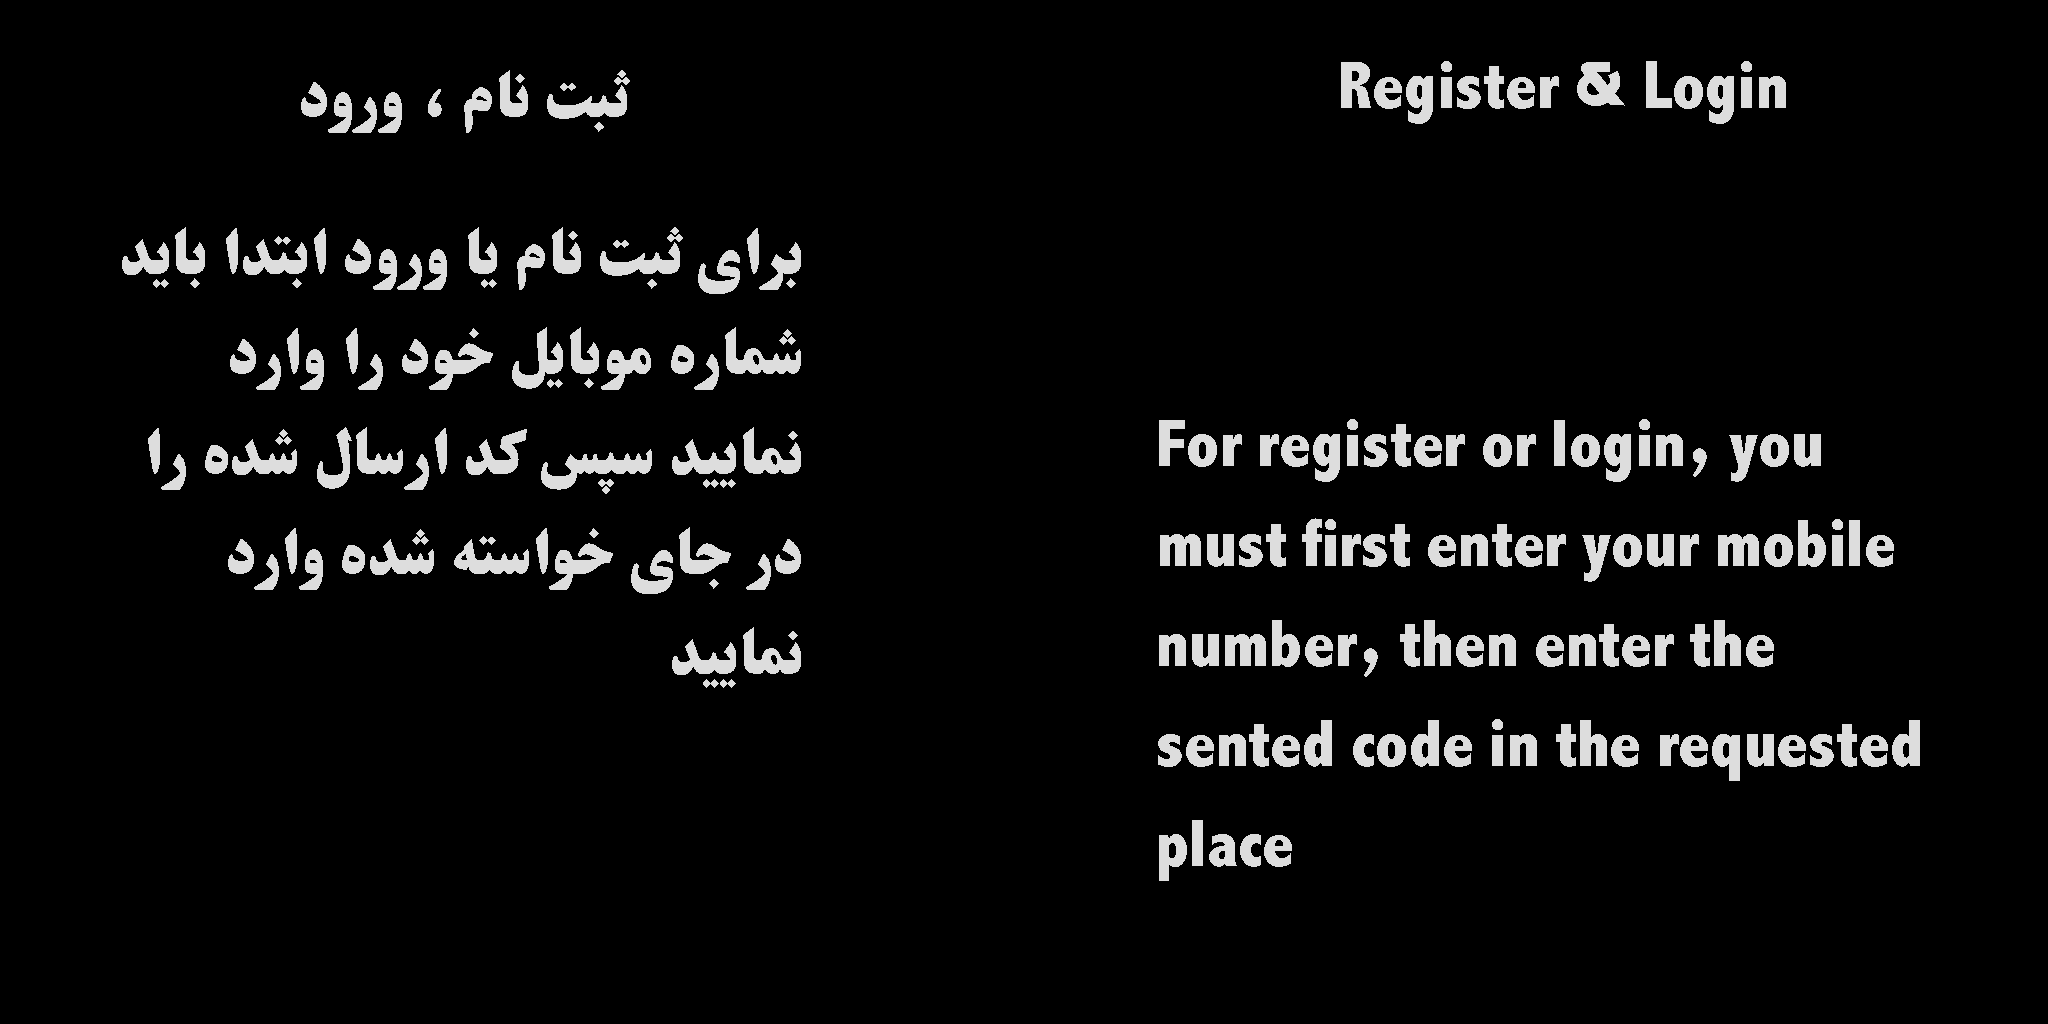 ثبت نام ، ورود
برای ثبت نام یا ورود ابتدا باید
شماره موبایل خود را وارد
نمایید سپس کد ارسال شده را
در جای خواسته شده وارد
نمایید
Register & Login
For register or login, you
must first enter your mobile
number, then enter the
sented code in the requested
place